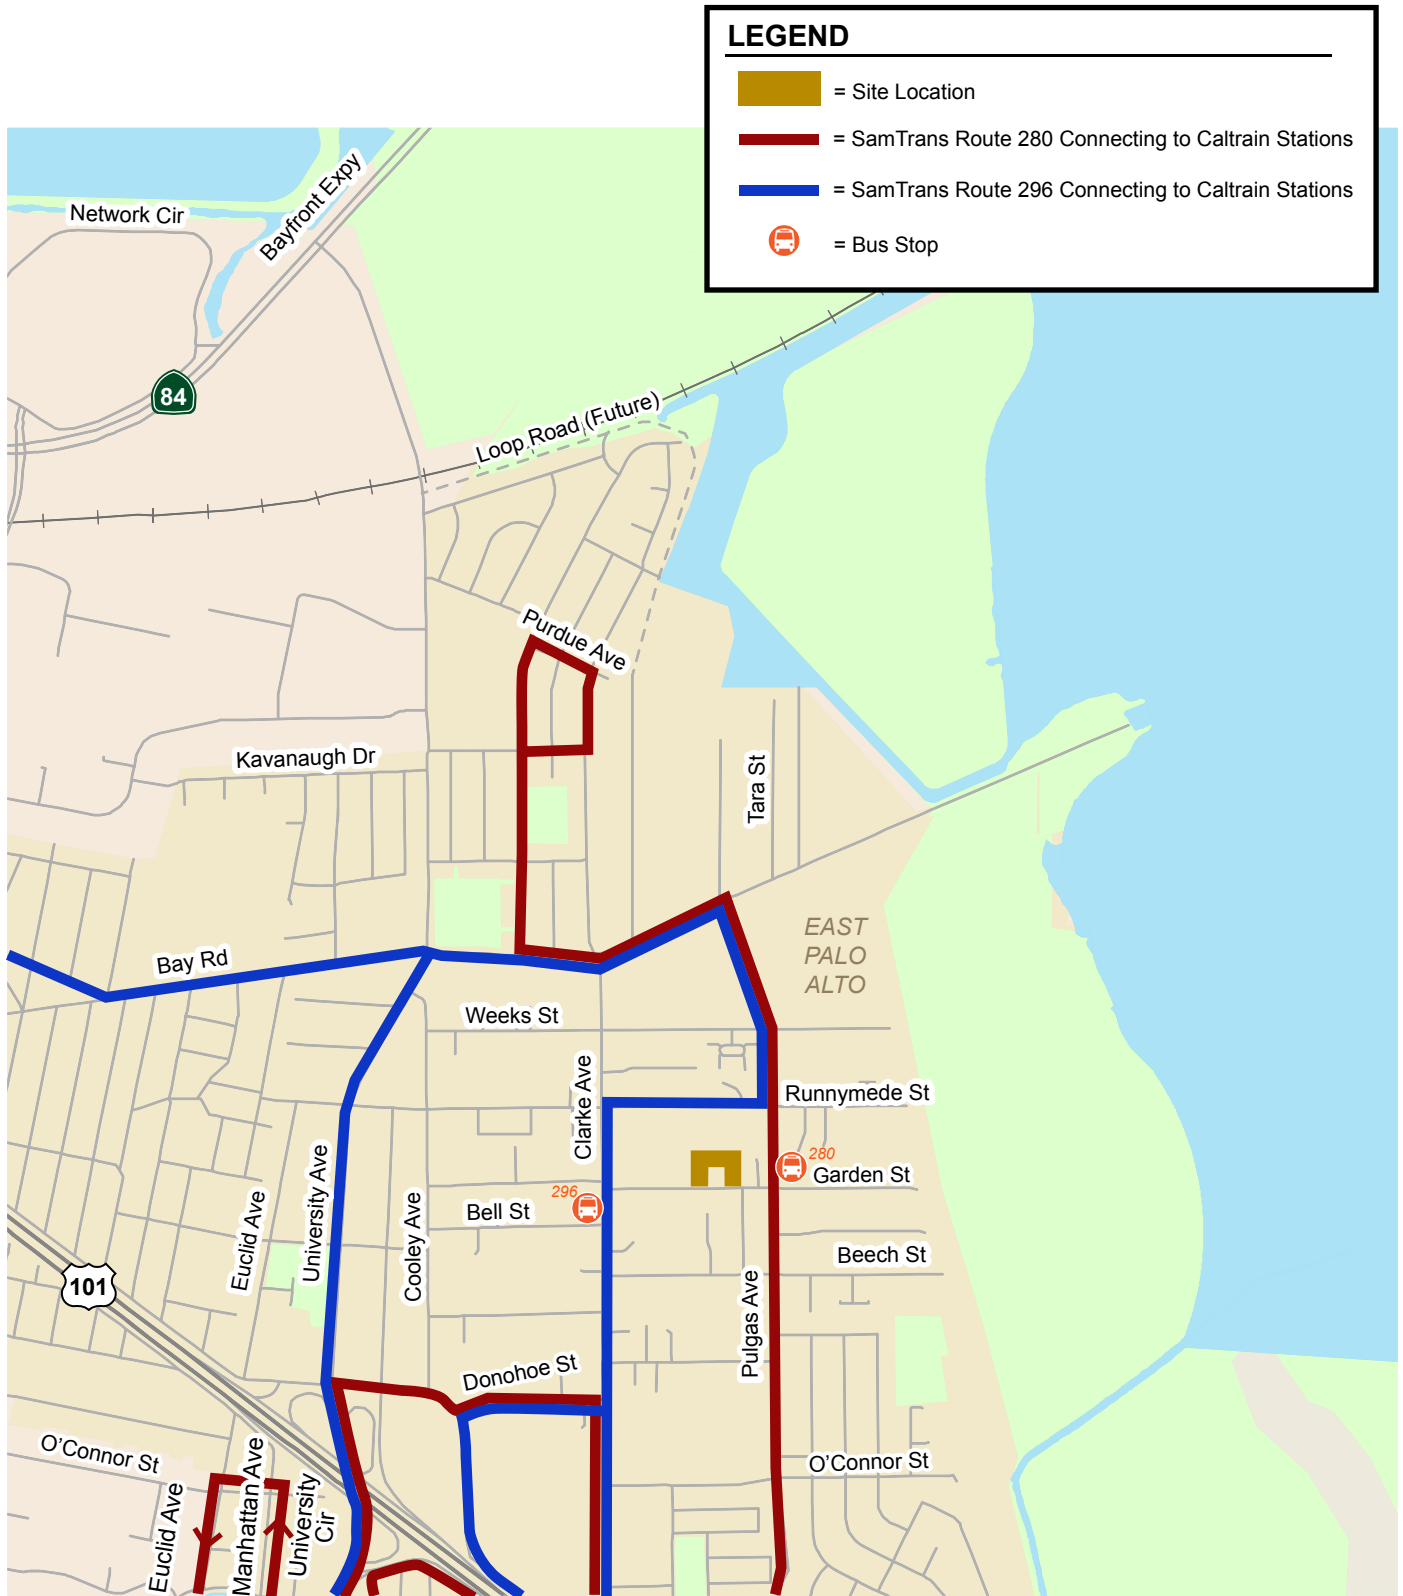 LEGEND
= Site Location
= SamTrans Route 280 Connecting to Caltrain Stations
= SamTrans Route 296 Connecting to Caltrain Stations
= Bus Stop
Network Cir
Bayfront Expy
84
Loop Road (Future)
Purdue Ave
Kavanaugh Dr
Tara St
EAST
PALO
ALTO
Bay Rd
Weeks St
Clarke Ave
Runnymede St
280
Garden St
296
Bell St
University Ave
Euclid Ave
Cooley Ave
Beech St
101
Pulgas Ave
Donohoe St
O'Connor St
O'Connor St
Euclid Ave
Manhattan Ave
University
Cir